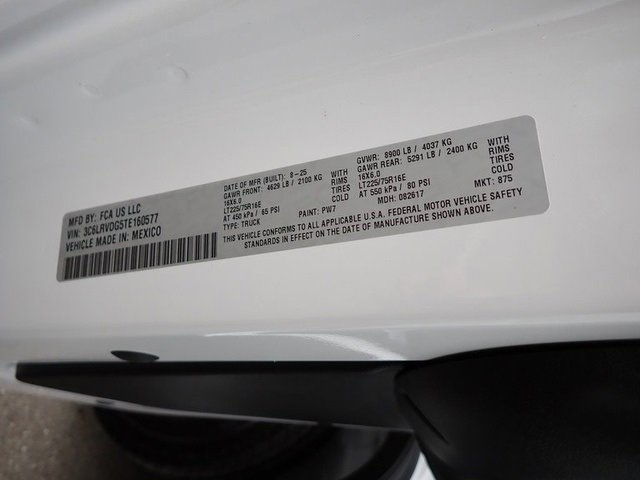 MFD BY: FCA US LLC
VIN: 3C6LRVDG5TE160577
VEHICLE MADE IN: MEXICO
DATE OF MFR (BUILT): 8-25
GAWR FRONT: 4629 LB / 2100 KG WITH
16X6.0 RIMS
LT225/75R16E TIRES
AT 450 kPa / 65 PSI COLD
TYPE: TRUCK PAINT: PW7
GVWR: 8900 LB / 4037 KG
GAWR REAR: 5291 LB / 2400 KG WITH
16X6.0 RIMS
LT225/75R16E TIRES
AT 550 kPa / 80 PSI COLD
MDH: 082617 MKT: 875
THIS VEHICLE CONFORMS TO ALL APPLICABLE U.S. FEDERAL MOTOR VEHICLE SAFETY
STANDARDS IN EFFECT ON THE DATE OF MANUFACTURE SHOWN ABOVE.